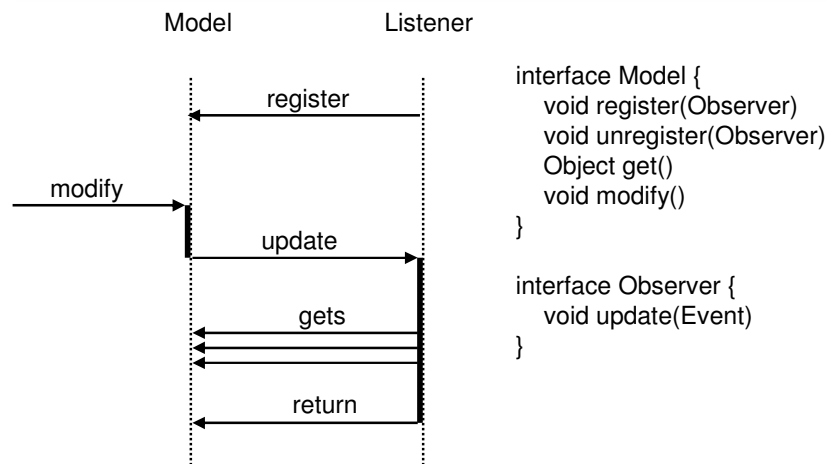 Model
Listener
register
modify
update
gets
return
interface Model {
void register(Observer)
void unregister(Observer)
Object get()
void modify()
}
interface Observer {
void update(Event)
}